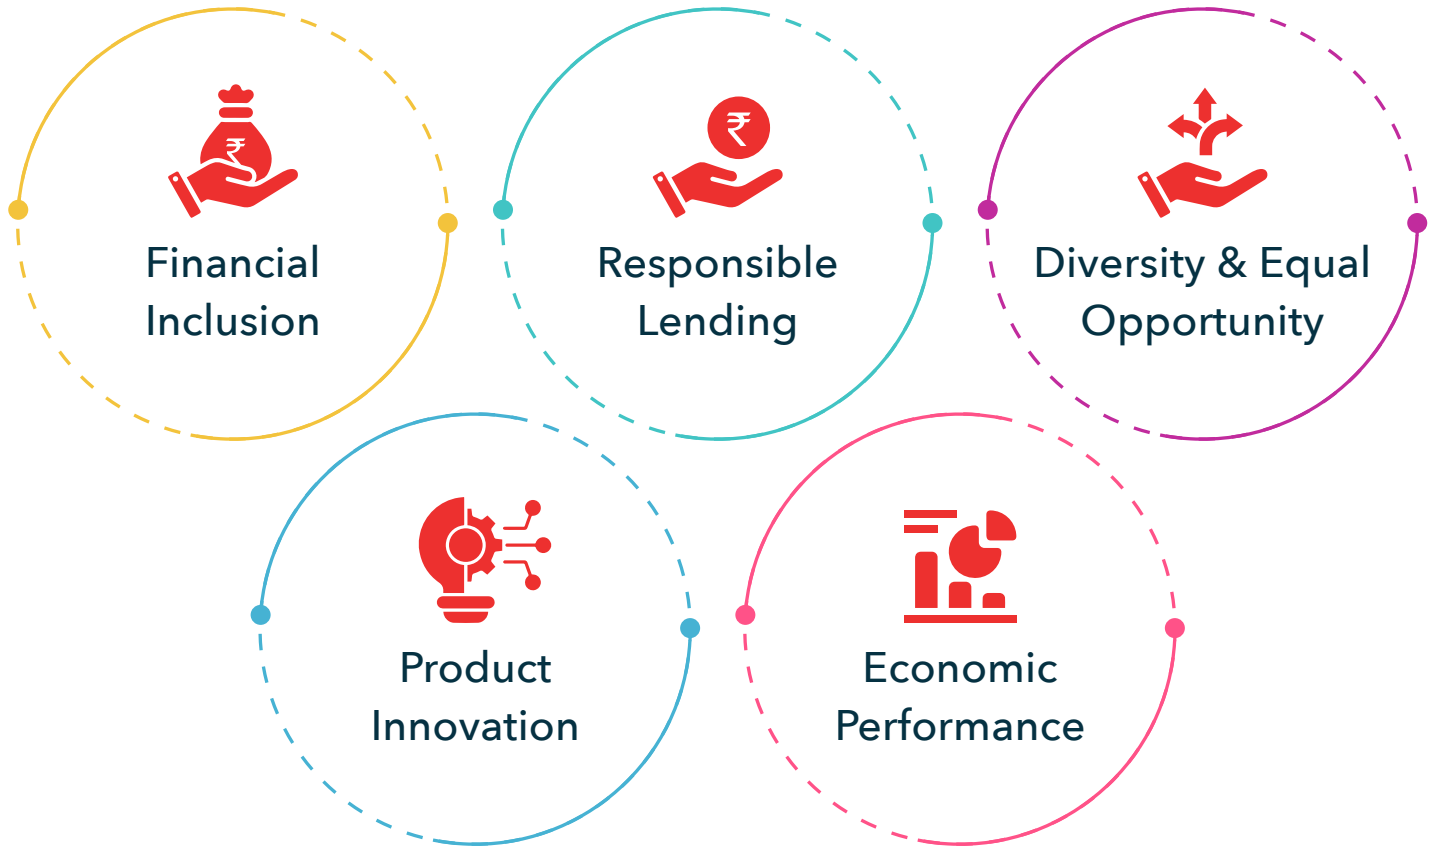 ₹
₹
Financial
Inclusion
Responsible
Lending
Diversity & Equal
Opportunity
Product
Innovation
Economic
Performance